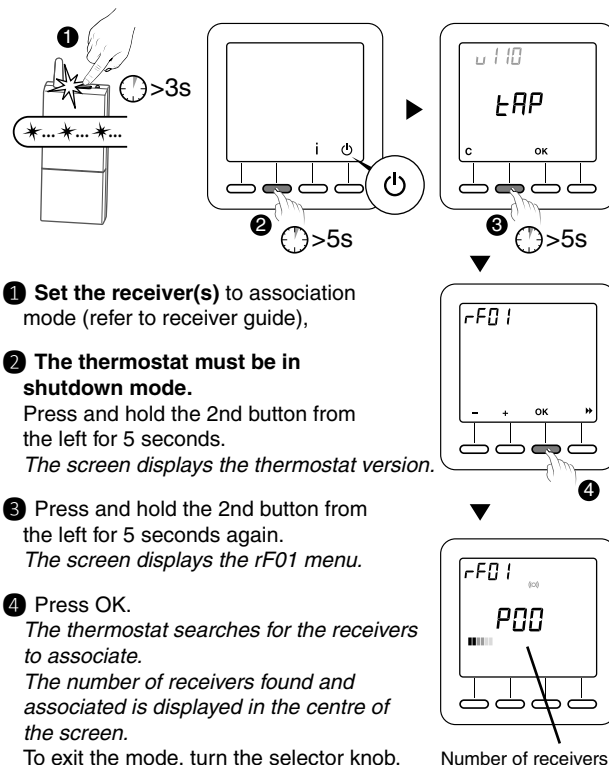 1
>3s
*...*...*...
i
2
>5s
u110
tAP
C OK
3
>5s
1 Set the receiver(s) to association
mode (refer to receiver guide),
2 The thermostat must be in
shutdown mode.
Press and hold the 2nd button from
the left for 5 seconds.
The screen displays the thermostat version.
3 Press and hold the 2nd button from
the left for 5 seconds again.
The screen displays the rF01 menu.
4 Press OK.
The thermostat searches for the receivers
to associate.
The number of receivers found and
associated is displayed in the centre of
the screen.
To exit the mode, turn the selector knob.
rF01
- + OK
4
rF01
P00
Number of receivers